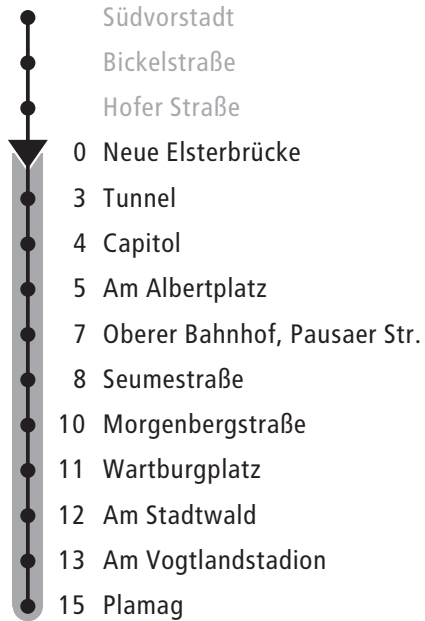 Südvorstadt
Bickelstraße
Hofer Straße
0 Neue Elsterbrücke
3 Tunnel
4 Capitol
5 Am Albertplatz
7 Oberer Bahnhof, Pausaer Str.
8 Seumestraße
10 Morgenbergstraße
11 Wartburgplatz
12 Am Stadtwald
13 Am Vogtlandstadion
15 Plamag